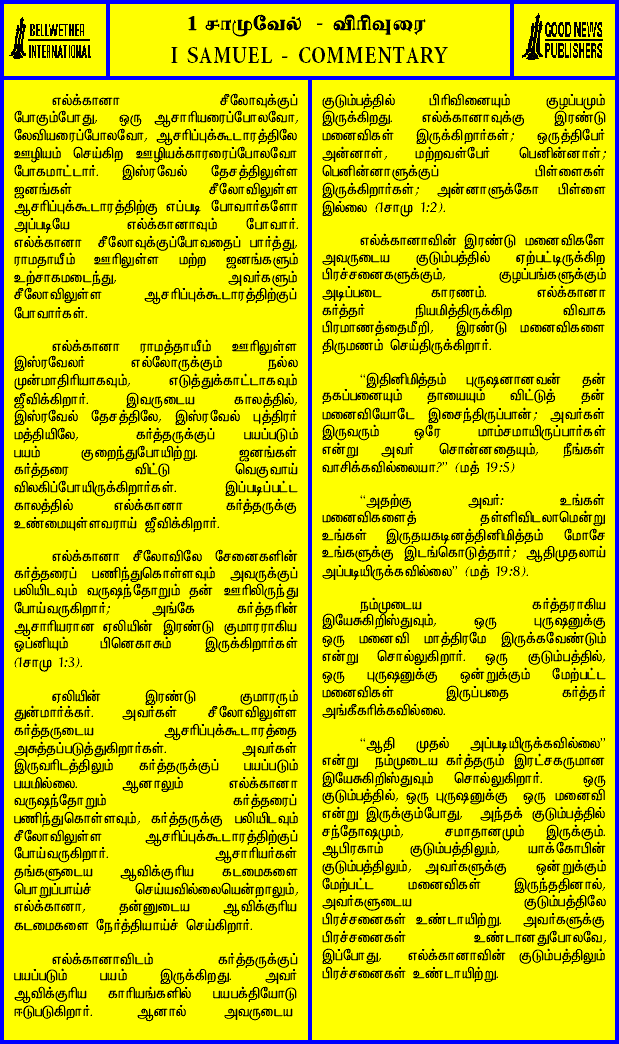 BELLWETHER
INTERNATIONAL
1 சாமுவேல் - விரிவுரை
I SAMUEL - COMMENTARY
GOOD NEWS
PUBLISHERS
எல்க்கானா சீலோவுக்குப்
போகும்போது, ஒரு ஆசாரியரைப்போலவோ,
லேவியரைப்போலவோ, ஆசரிப்புக்கூடாரத்திலே
ஊழியம் செய்கிற ஊழியக்காரரைப்போலவோ
போகமாட்டார். இஸ்ரவேல் தேசத்திலுள்ள
ஜனங்கள் சீலோவிலுள்ள
ஆசரிப்புக்கூடாரத்திற்கு எப்படி போவார்களோ
அப்படியே எல்க்கானாவும் போவார்.
எல்க்கானா சீலோவுக்குப்போவதைப் பார்த்து,
ராமதாயீம் ஊரிலுள்ள மற்ற ஜனங்களும்
உற்சாகமடைந்து, அவர்களும்
சீலோவிலுள்ள ஆசரிப்புக்கூடாரத்திற்குப்
போவார்கள்.
எல்க்கானா ராமத்தாயீம் ஊரிலுள்ள
இஸ்ரவேலர் எல்லோருக்கும் நல்ல
முன்மாதிரியாகவும், எடுத்துக்காட்டாகவும்
ஜீவிக்கிறார். இவருடைய காலத்தில்,
இஸ்ரவேல் தேசத்திலே, இஸ்ரவேல் புத்திரர்
மத்தியிலே, கர்த்தருக்குப் பயப்படும்
பயம் குறைந்துபோயிற்று. ஜனங்கள்
கர்த்தரை விட்டு வெகுவாய்
விலகிப்போயிருக்கிறார்கள். இப்படிப்பட்ட
காலத்தில் எல்க்கானா கர்த்தருக்கு
உண்மையுள்ளவராய் ஜீவிக்கிறார்.
எல்க்கானா சீலோவிலே சேனைகளின்
கர்த்தரைப் பணிந்துகொள்ளவும் அவருக்குப்
பலியிடவும் வருஷந்தோறும் தன் ஊரிலிருந்து
போய்வருகிறார்; அங்கே கர்த்தரின்
ஆசாரியரான ஏலியின் இரண்டு குமாரராகிய
ஓப்னியும் பினெகாசும் இருக்கிறார்கள்
(1சாமு 1:3).
ஏலியின் இரண்டு குமாரரும்
துன்மார்க்கர். அவர்கள் சீலோவிலுள்ள
கர்த்தருடைய ஆசரிப்புக்கூடாரத்தை
அசுத்தப்படுத்துகிறார்கள். அவர்கள்
இருவரிடத்திலும் கர்த்தருக்குப் பயப்படும்
பயமில்லை. ஆனாலும் எல்க்கானா
வருஷந்தோறும் கர்த்தரைப்
பணிந்துகொள்ளவும், கர்த்தருக்கு பலியிடவும்
சீலோவிலுள்ள ஆசரிப்புக்கூடாரத்திற்குப்
போய்வருகிறார். ஆசாரியர்கள்
தங்களுடைய ஆவிக்குரிய கடமைகளை
பொறுப்பாய்ச் செய்யவில்லையென்றாலும்,
எல்க்கானா, தன்னுடைய ஆவிக்குரிய
கடமைகளை நேர்த்தியாய்ச் செய்கிறார்.
எல்க்கானாவிடம் கர்த்தருக்குப்
பயப்படும் பயம் இருக்கிறது. அவர்
ஆவிக்குரிய காரியங்களில் பயபக்தியோடு
ஈடுபடுகிறார். ஆனால் அவருடைய
குடும்பத்தில் பிரிவினையும் குழப்பமும்
இருக்கிறது. எல்க்கானாவுக்கு இரண்டு
மனைவிகள் இருக்கிறார்கள்; ஒருத்திபேர்
அன்னாள், மற்றவள்பேர் பெனின்னாள்;
பெனின்னாளுக்குப் பிள்ளைகள்
இருக்கிறார்கள்; அன்னாளுக்கோ பிள்ளை
இல்லை (1சாமு 1:2).
எல்க்கானாவின் இரண்டு மனைவிகளே
அவருடைய குடும்பத்தில் ஏற்பட்டிருக்கிற
பிரச்சனைகளுக்கும், குழப்பங்களுக்கும்
அடிப்படை காரணம். எல்க்கானா
கர்த்தர் நியமித்திருக்கிற விவாக
பிரமாணத்தைமீறி, இரண்டு மனைவிகளை
திருமணம் செய்திருக்கிறார்.
“இதினிமித்தம் புருஷனானவன் தன்
தகப்பனையும் தாயையும் விட்டுத் தன்
மனைவியோடே இசைந்திருப்பான்; அவர்கள்
இருவரும் ஒரே மாம்சமாயிருப்பார்கள்
என்று அவர் சொன்னதையும், நீங்கள்
வாசிக்கவில்லையா?” (மத் 19:5)
“அதற்கு அவர்: உங்கள்
மனைவிகளைத் தள்ளிவிடலாமென்று
உங்கள் இருதயகடினத்தினிமித்தம் மோசே
உங்களுக்கு இடங்கொடுத்தார்; ஆதிமுதலாய்
அப்படியிருக்கவில்லை” (மத் 19:8).
நம்முடைய கர்த்தராகிய
இயேசுகிறிஸ்துவும், ஒரு புருஷனுக்கு
ஒரு மனைவி மாத்திரமே இருக்கவேண்டும்
என்று சொல்லுகிறார். ஒரு குடும்பத்தில்,
ஒரு புருஷனுக்கு ஒன்றுக்கும் மேற்பட்ட
மனைவிகள் இருப்பதை கர்த்தர்
அங்கீகரிக்கவில்லை.
“ஆதி முதல் அப்படியிருக்கவில்லை”
என்று நம்முடைய கர்த்தரும் இரட்சகருமான
இயேசுகிறிஸ்துவும் சொல்லுகிறார். ஒரு
குடும்பத்தில், ஒரு புருஷனுக்கு ஒரு மனைவி
என்று இருக்கும்போது, அந்தக் குடும்பத்தில்
சந்தோஷமும், சமாதானமும் இருக்கும்.
ஆபிரகாம் குடும்பத்திலும், யாக்கோபின்
குடும்பத்திலும், அவர்களுக்கு ஒன்றுக்கும்
மேற்பட்ட மனைவிகள் இருந்ததினால்,
அவர்களுடைய குடும்பத்திலே
பிரச்சனைகள் உண்டாயிற்று. அவர்களுக்கு
பிரச்சனைகள் உண்டானதுபோலவே,
இப்போது, எல்க்கானாவின் குடும்பத்திலும்
பிரச்சனைகள் உண்டாயிற்று.